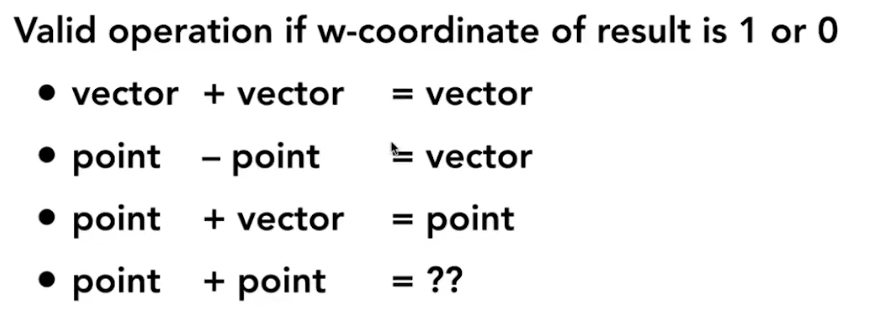 Valid operation if w-coordinate of result is 1 or 0
• vector + vector = vector
• point – point = vector
• point + vector = point
• point + point = ??